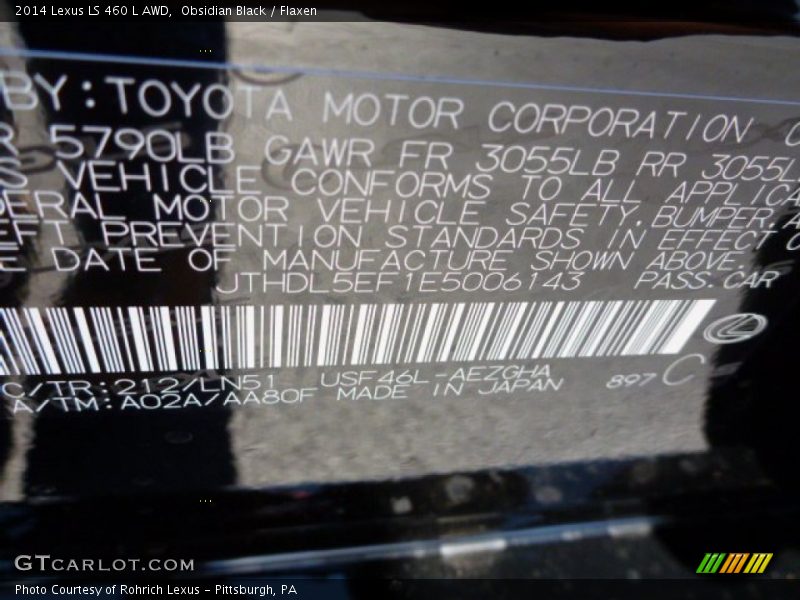 2014 Lexus LS 460 L AWD,  Obsidian Black / Flaxen
BY: TOYOTA MOTOR CORPORATION
R 5790LB GAWR FR 3055LB RR 3055L
S VEHICLE CONFORMS TO ALL APPLICA
DERAL MOTOR VEHICLE SAFETY, BUMPER, A
EFT PREVENTION STANDARDS IN EFFECT O
E DATE OF MANUFACTURE SHOWN ABOVE.
JTHDL5EF1E5006143 PASS. CAR
C/TR: 212/LN51 USF46L-AEZGHA 897 C
A/TM: A02A/AA80F MADE IN JAPAN
GTCARLOT.COM
Photo Courtesy of Rohrich Lexus - Pittsburgh, PA